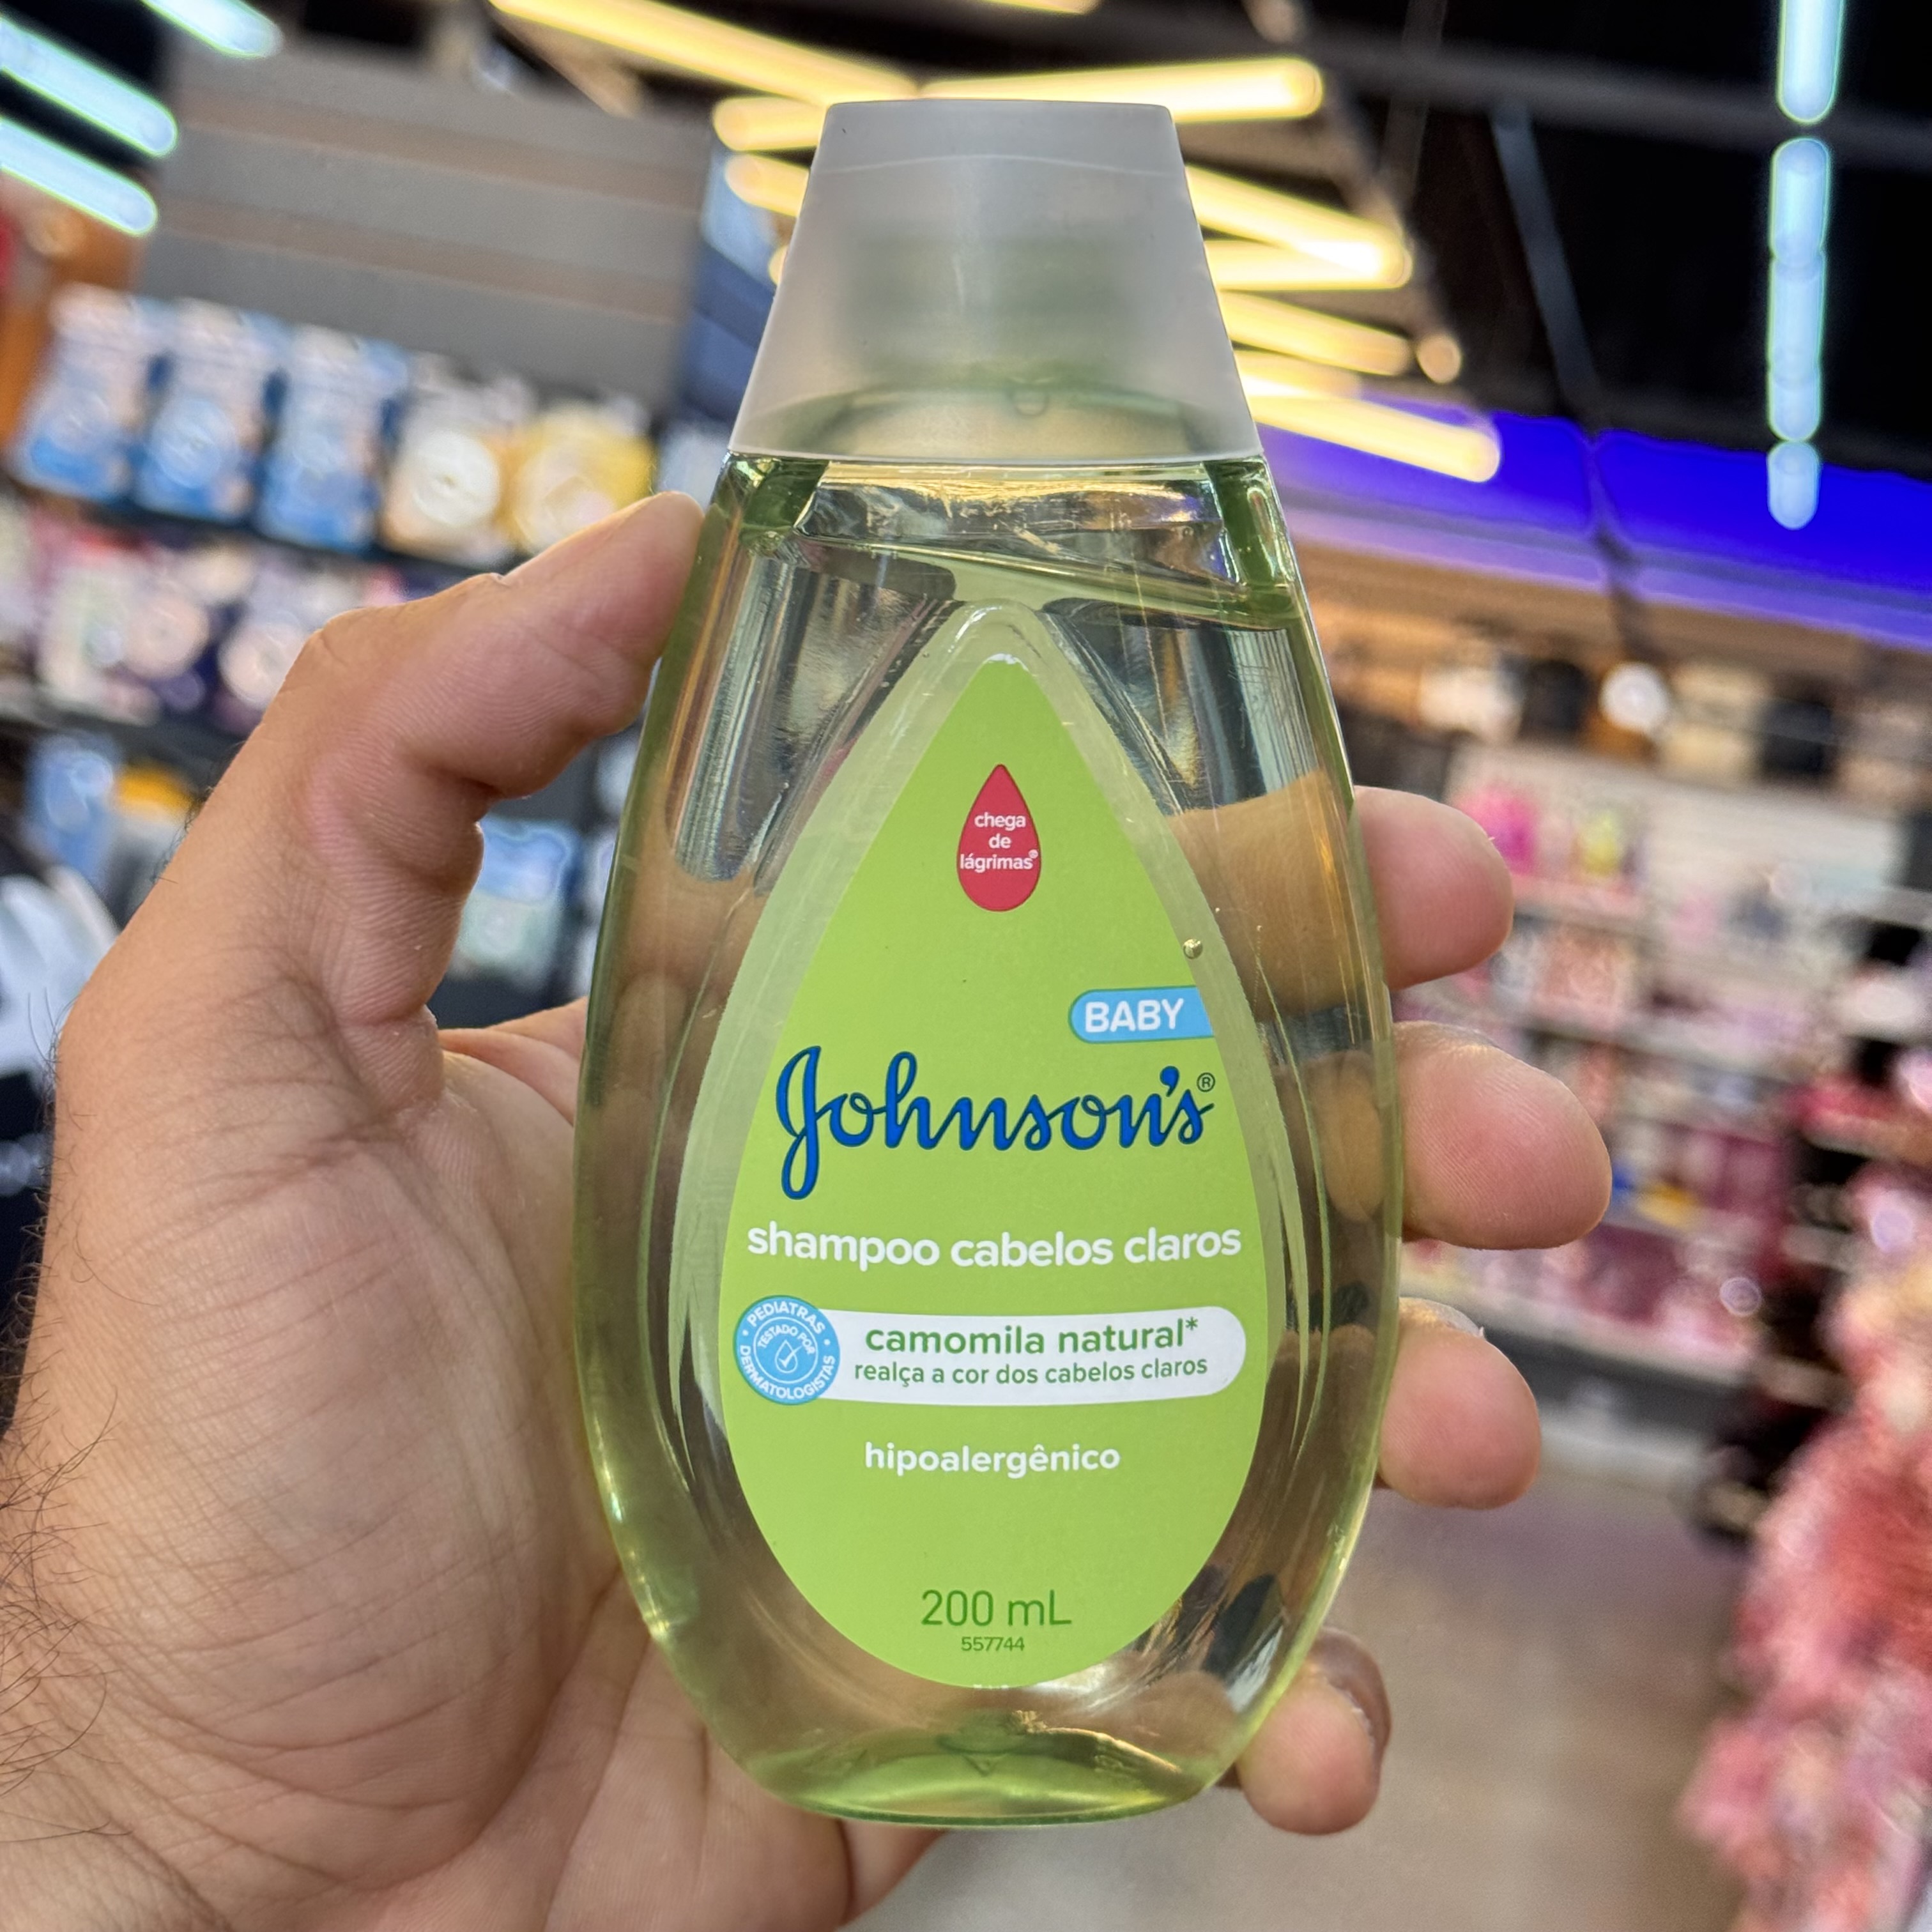 chega
de
lágrimas®
BABY
Johnson's®
shampoo cabelos claros
PEDIATRAS
TESTADO POR
DERMATOLOGISTAS
camomila natural*
realça a cor dos cabelos claros
hipoalergênico
200 mL
557744